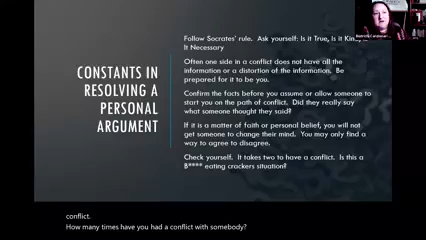 CONSTANTS IN
RESOLVING A
PERSONAL
ARGUMENT
Follow Socrates' rule. Ask yourself: Is it True, Is it Kind,
It Necessary
Often one side in a conflict does not have all the
information or a distortion of the information. Be
prepared for it to be you.
Confirm the facts before you assume or allow someone to
start you on the path of conflict. Did they really say
what someone thought they said?
If it is a matter of faith or personal belief, you will not
get someone to change their mind. You may only find a
way to agree to disagree.
Check yourself. It takes two to have a conflict. Is this a
B**** eating crackers situation?
conflict.
How many times have you had a conflict with somebody?